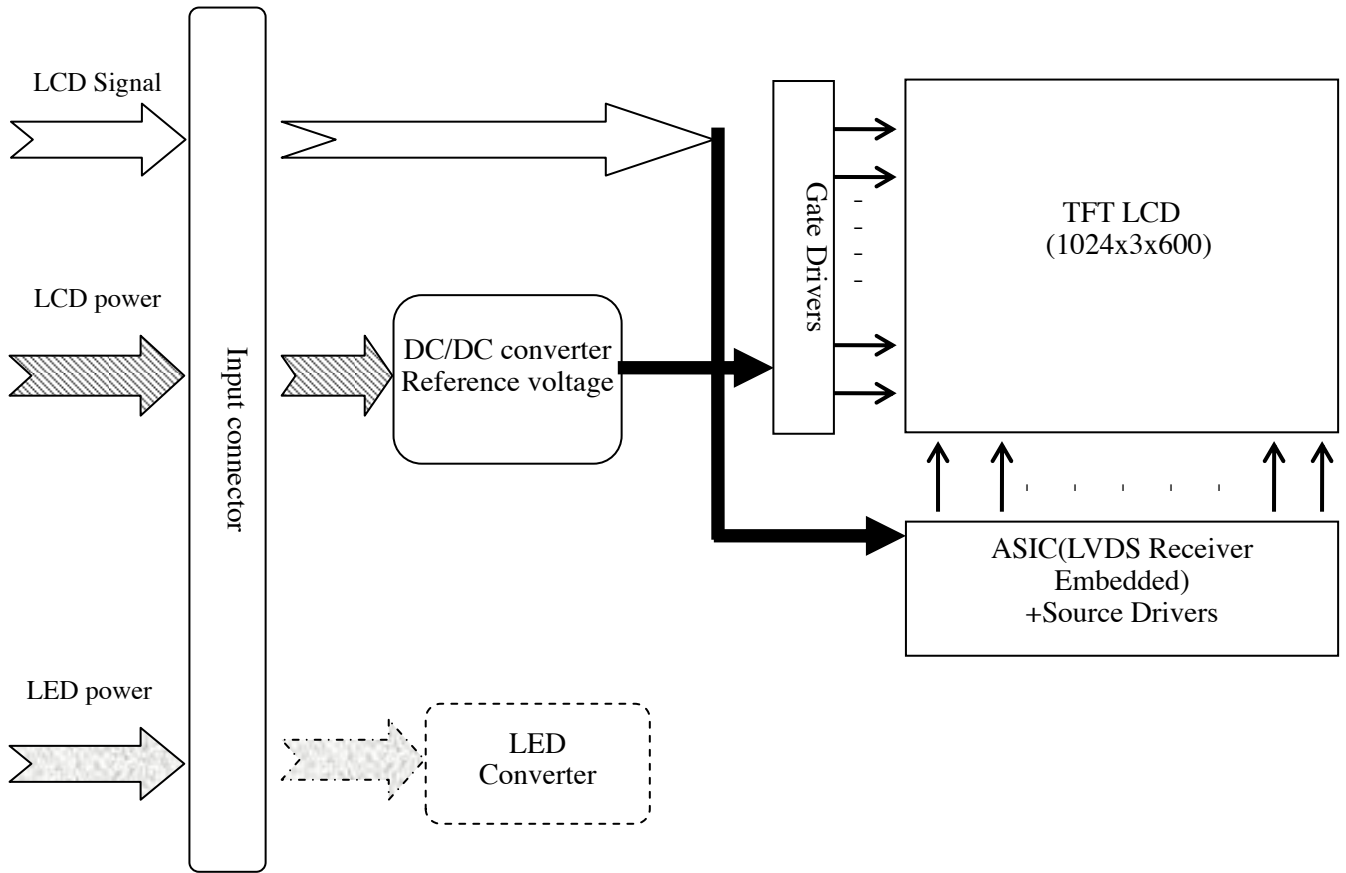 LCD Signal
LCD power
LED power
Input connector
DC/DC converter
Reference voltage
LED
Converter
Gate Drivers
TFT LCD
(1024x3x600)
ASIC(LVDS Receiver
Embedded)
+Source Drivers